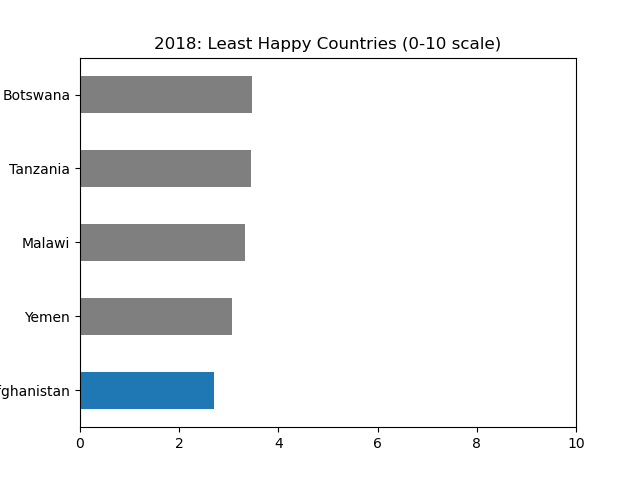 2018: Least Happy Countries (0-10 scale)
Botswana
Tanzania
Malawi
Yemen
fghanistan
0 2 4 6 8 10